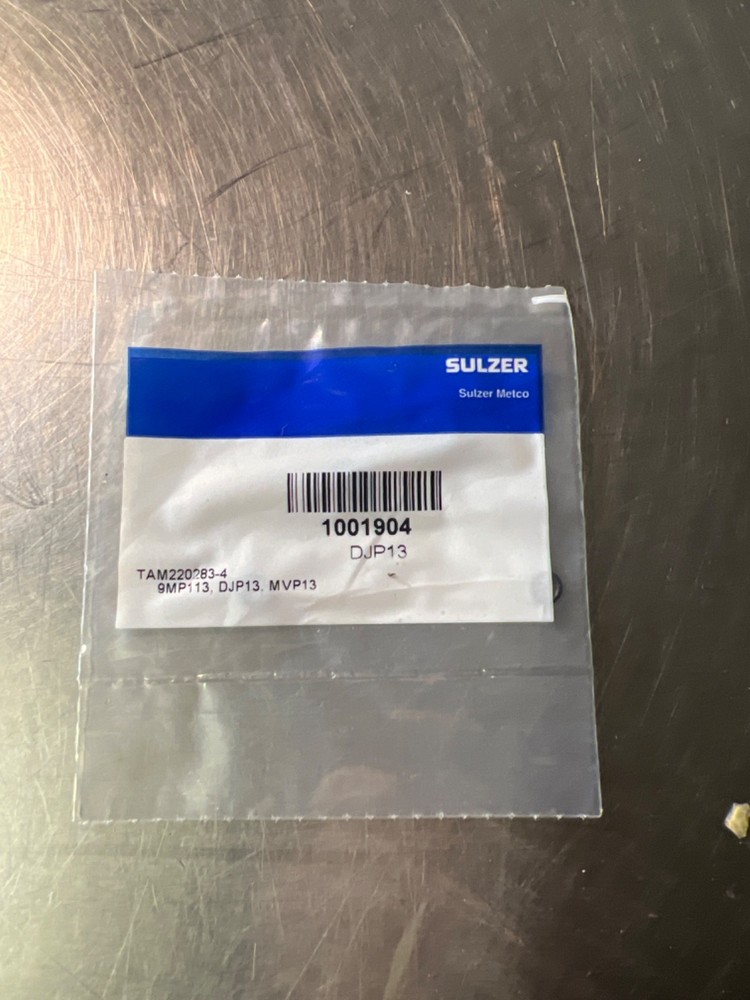 SULZER
Sulzer Metco
1001904
DJP13
TAM220283-4
9MP113, DJP13. MVP13